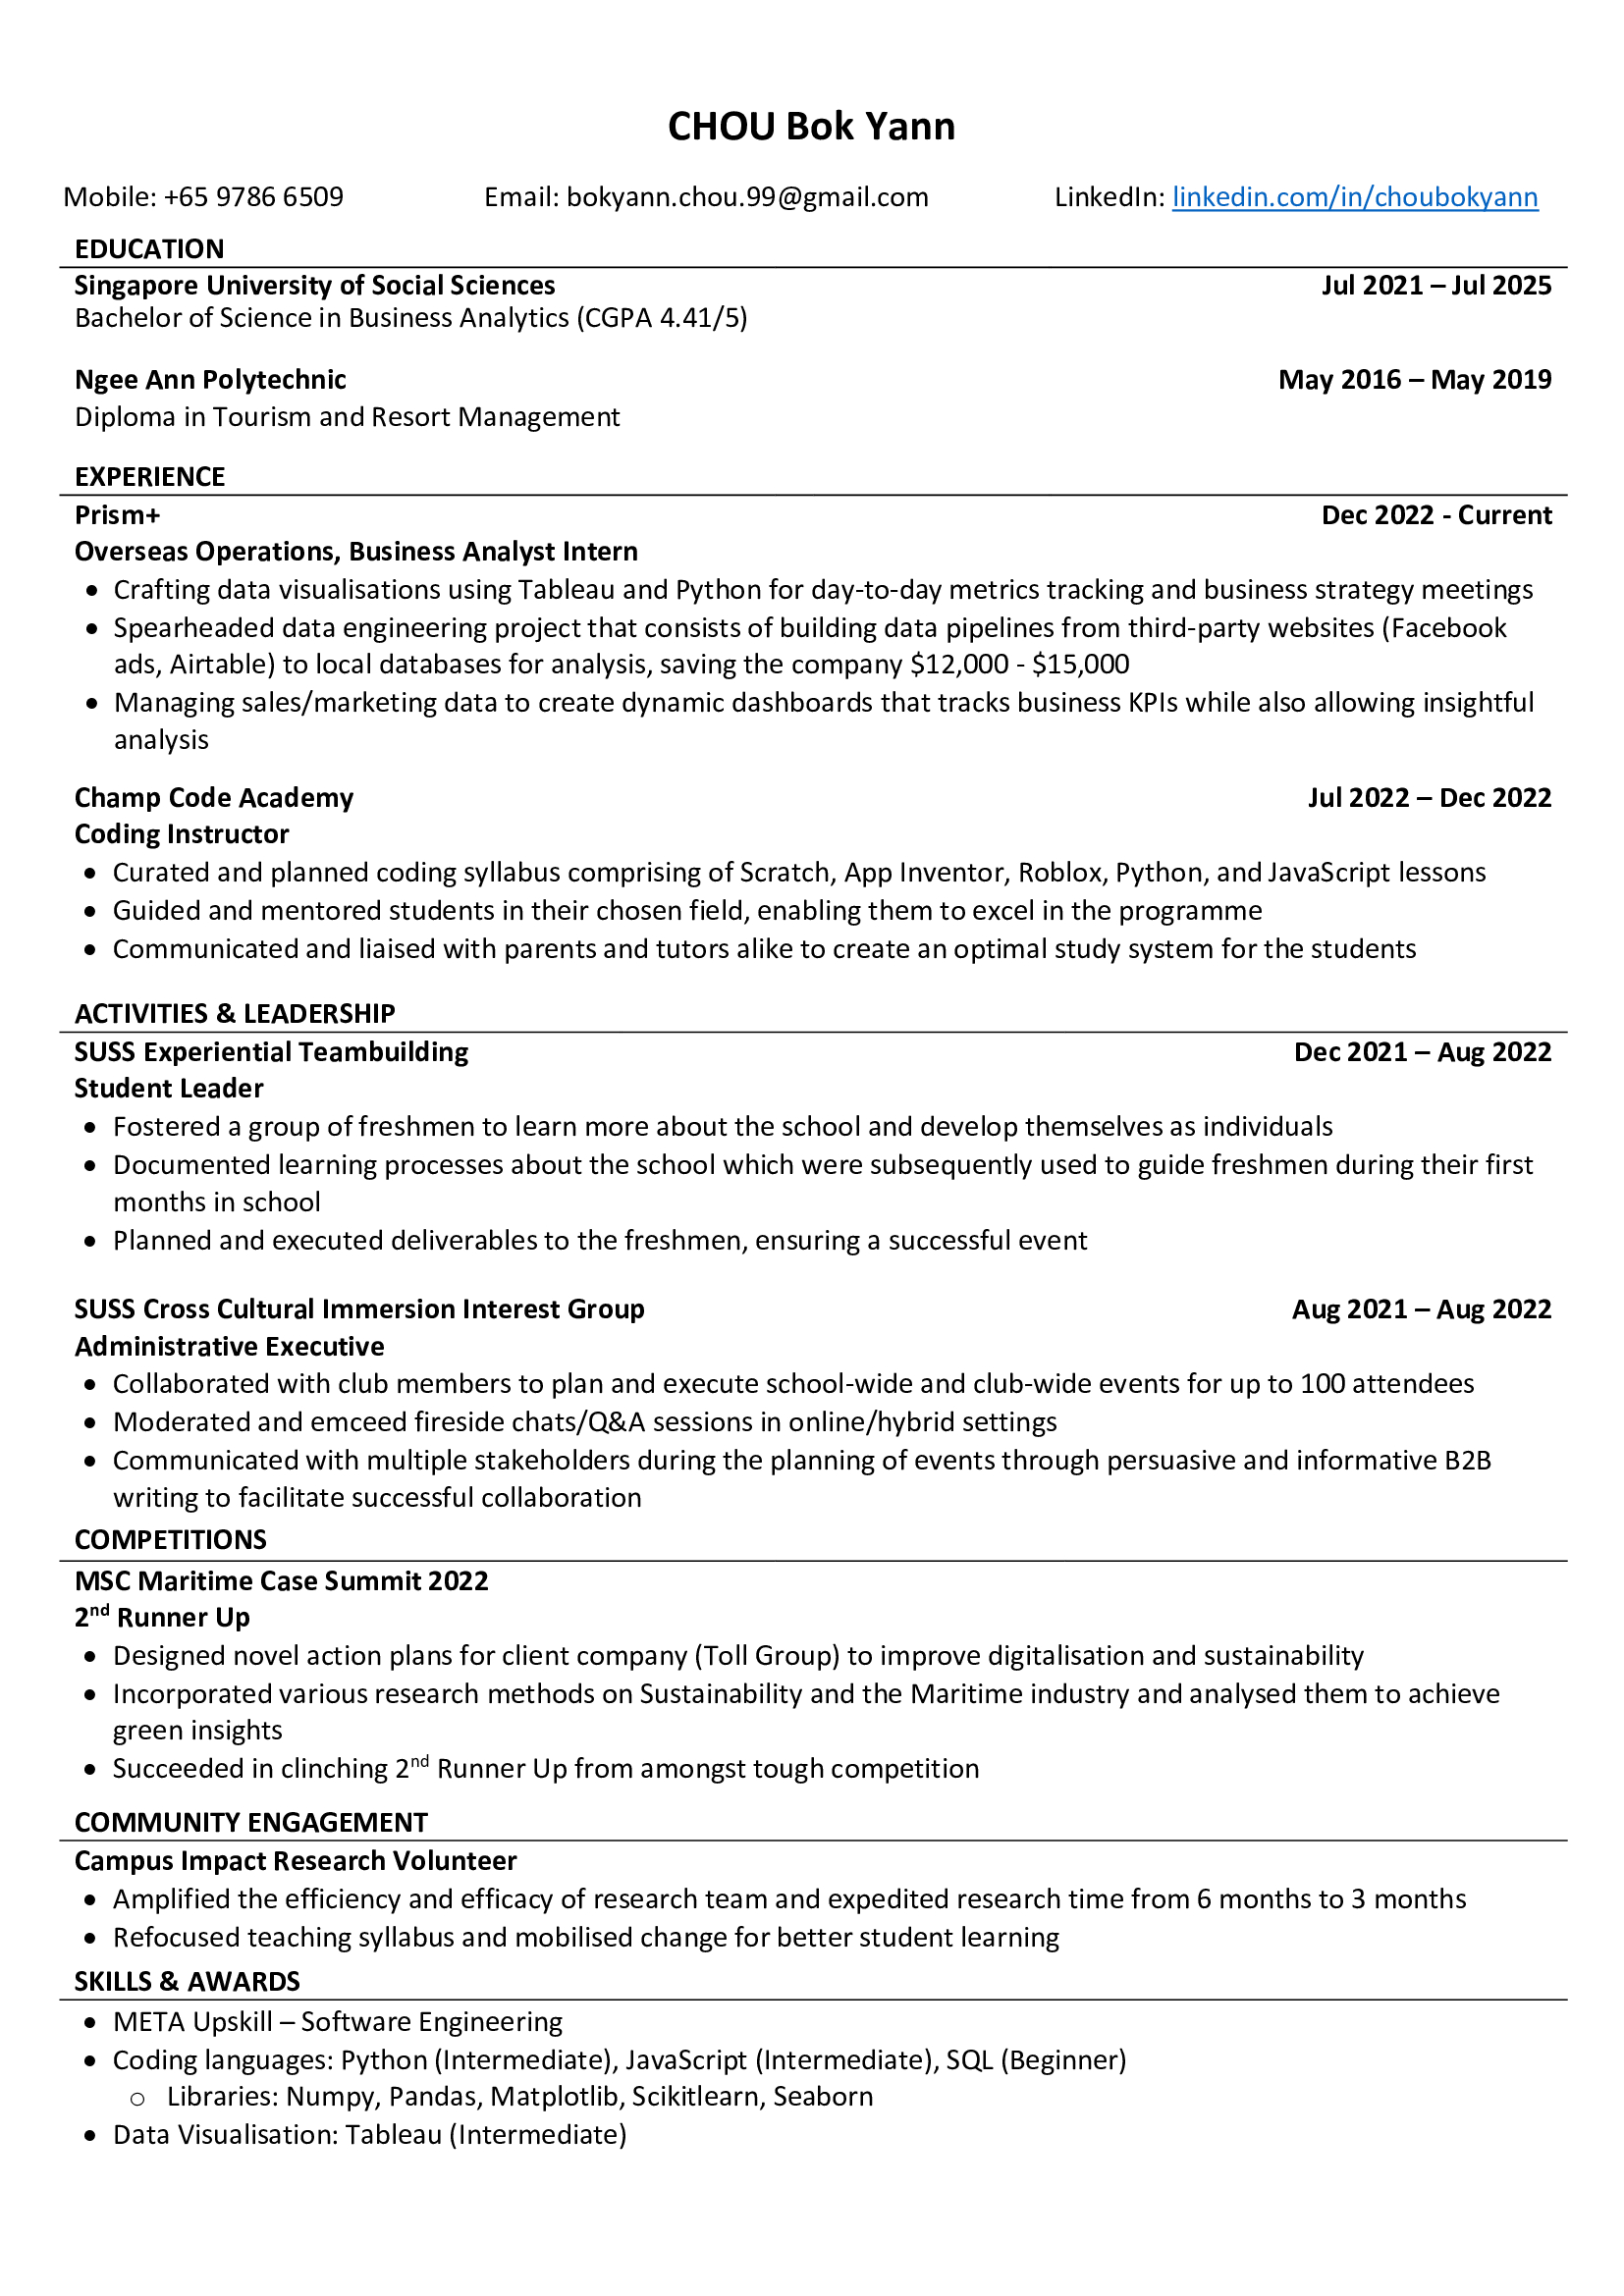 CHOU Bok Yann
Mobile: +65 9786 6509 Email: bokyann.chou.99@gmail.com LinkedIn: linkedin.com/in/choubokyann
EDUCATION
Singapore University of Social Sciences Jul 2021 – Jul 2025
Bachelor of Science in Business Analytics (CGPA 4.41/5)
Ngee Ann Polytechnic May 2016 – May 2019
Diploma in Tourism and Resort Management
EXPERIENCE
Prism+ Dec 2022 - Current
Overseas Operations, Business Analyst Intern
• Crafting data visualisations using Tableau and Python for day-to-day metrics tracking and business strategy meetings
• Spearheaded data engineering project that consists of building data pipelines from third-party websites (Facebook
ads, Airtable) to local databases for analysis, saving the company $12,000 - $15,000
• Managing sales/marketing data to create dynamic dashboards that tracks business KPIs while also allowing insightful
analysis
Champ Code Academy Jul 2022 – Dec 2022
Coding Instructor
• Curated and planned coding syllabus comprising of Scratch, App Inventor, Roblox, Python, and JavaScript lessons
• Guided and mentored students in their chosen field, enabling them to excel in the programme
• Communicated and liaised with parents and tutors alike to create an optimal study system for the students
ACTIVITIES & LEADERSHIP
SUSS Experiential Teambuilding Dec 2021 – Aug 2022
Student Leader
• Fostered a group of freshmen to learn more about the school and develop themselves as individuals
• Documented learning processes about the school which were subsequently used to guide freshmen during their first
months in school
• Planned and executed deliverables to the freshmen, ensuring a successful event
SUSS Cross Cultural Immersion Interest Group Aug 2021 – Aug 2022
Administrative Executive
• Collaborated with club members to plan and execute school-wide and club-wide events for up to 100 attendees
• Moderated and emceed fireside chats/Q&A sessions in online/hybrid settings
• Communicated with multiple stakeholders during the planning of events through persuasive and informative B2B
writing to facilitate successful collaboration
COMPETITIONS
MSC Maritime Case Summit 2022
2nd Runner Up
• Designed novel action plans for client company (Toll Group) to improve digitalisation and sustainability
• Incorporated various research methods on Sustainability and the Maritime industry and analysed them to achieve
green insights
• Succeeded in clinching 2nd Runner Up from amongst tough competition
COMMUNITY ENGAGEMENT
Campus Impact Research Volunteer
• Amplified the efficiency and efficacy of research team and expedited research time from 6 months to 3 months
• Refocused teaching syllabus and mobilised change for better student learning
SKILLS & AWARDS
• META Upskill – Software Engineering
• Coding languages: Python (Intermediate), JavaScript (Intermediate), SQL (Beginner)
o Libraries: Numpy, Pandas, Matplotlib, Scikitlearn, Seaborn
• Data Visualisation: Tableau (Intermediate)